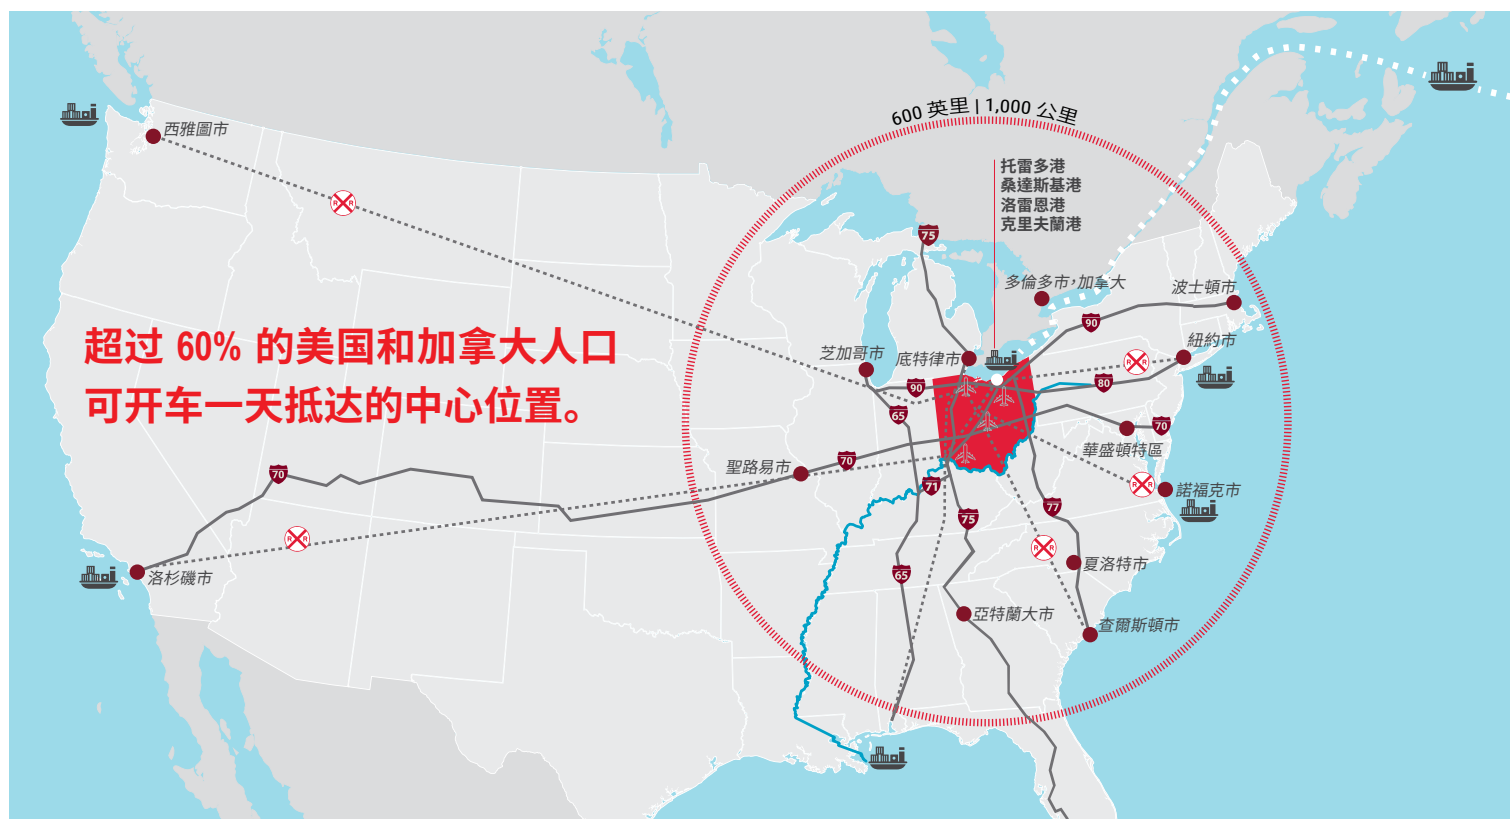 600 英里 | 1,000 公里
西雅圖市
R R
托雷多港
桑達斯基港
洛雷恩港
克里夫蘭港
75
多倫多市，加拿大
波士頓市
90
超过 60% 的美国和加拿大人口
可开车一天抵达的中心位置。
芝加哥市
底特律市
紐約市
R R
90
80
65
70
華盛頓特區
聖路易市
70
70
71
R R
諾福克市
75
77
R R
R R
夏洛特市
洛杉磯市
65
亞特蘭大市
查爾斯頓市